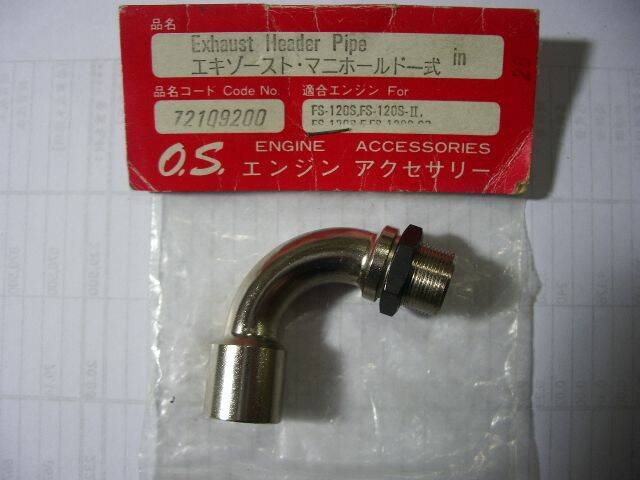 品名
Exhaust Header Pipe
エキゾースト・マニホールド一式 in
品名コード Code No. 適合エンジン For
72109200 FS-120S,FS-120S-II,
O.S. ENGINE ACCESSORIES
エンジン アクセサリー